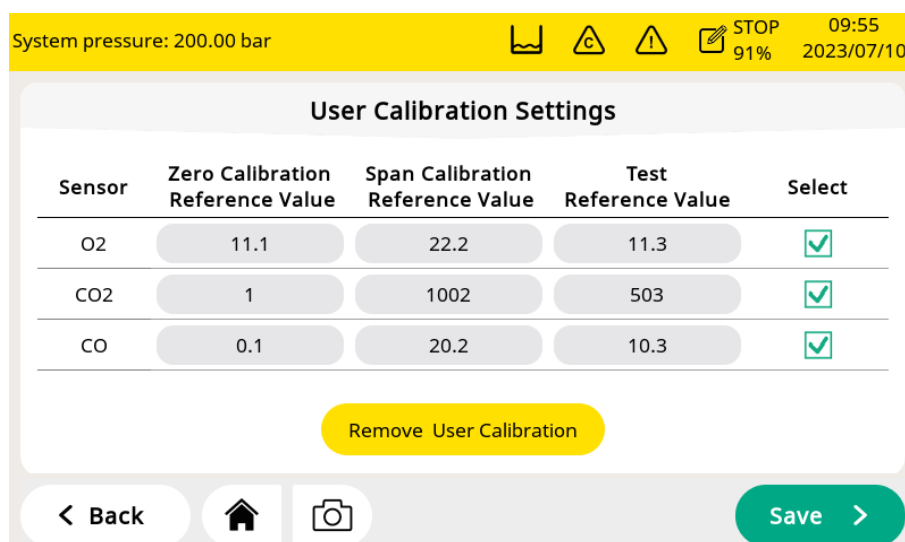 System pressure: 200.00 bar
C
!
STOP
91%
09:55
2023/07/10
User Calibration Settings
Sensor
Zero Calibration
Reference Value
Span Calibration
Reference Value
Test
Reference Value
Select
O2 11.1 22.2 11.3
CO2 1 1002 503
CO 0.1 20.2 10.3
Remove User Calibration
Back
Save